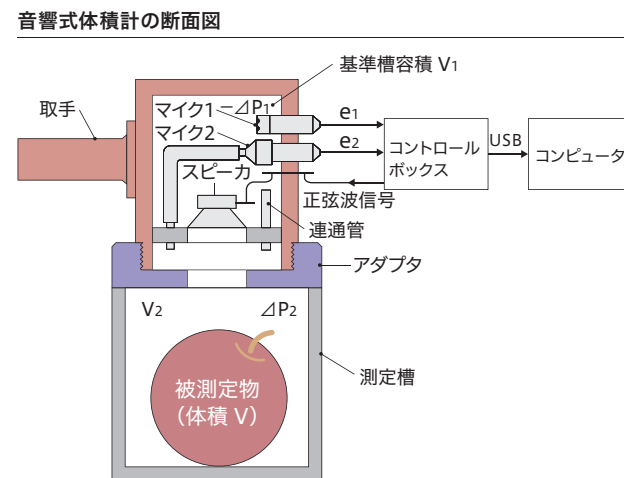 音響式体積計の断面図
基準槽容積 V1
取手
マイク1
−⊿P1
マイク2
e1
e2
コントロール
ボックス
USB
コンピュータ
スピーカ
正弦波信号
連通管
アダプタ
V2
⊿P2
測定槽
被測定物
（体積 V）